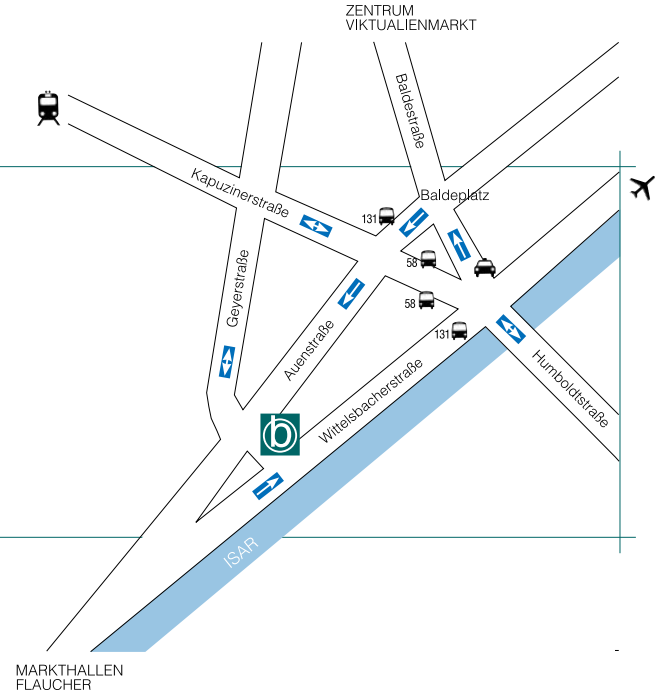 ZENTRUM
VIKTUALIENMARKT
Baldestraße
Kapuzinerstraße
Baldeplatz
131
58
Geyerstraße
58
Auenstraße
131
Wittelsbacherstraße
Humboldtstraße
b
ISAR
MARKTHALLEN
FLAUCHER